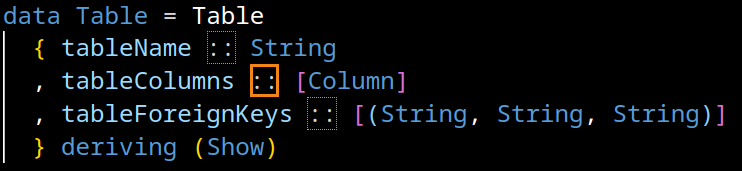 data Table = Table
  { tableName :: String
  , tableColumns :: [Column]
  , tableForeignKeys :: [(String, String, String)]
  } deriving (Show)